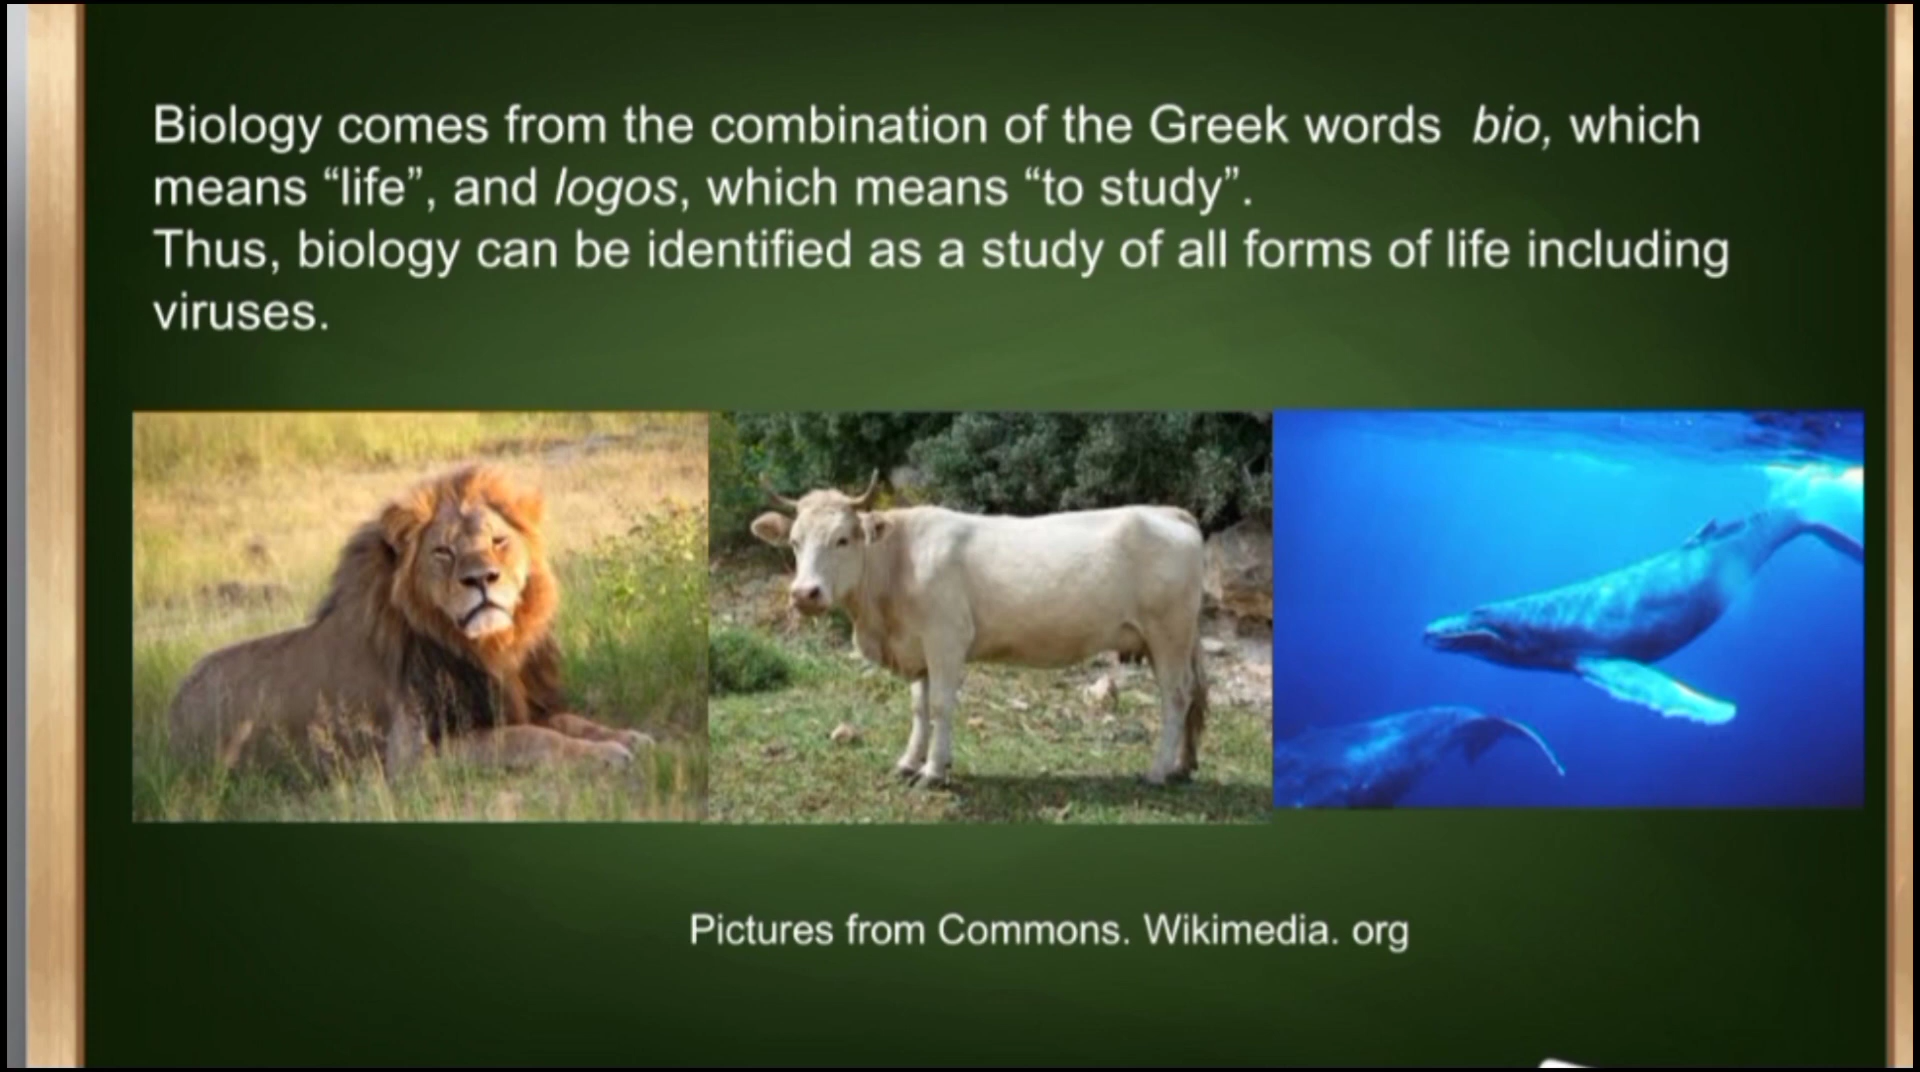 Biology comes from the combination of the Greek words  bio, which
means “life”, and logos, which means “to study”.
Thus, biology can be identified as a study of all forms of life including
viruses.
Pictures from Commons. Wikimedia. org